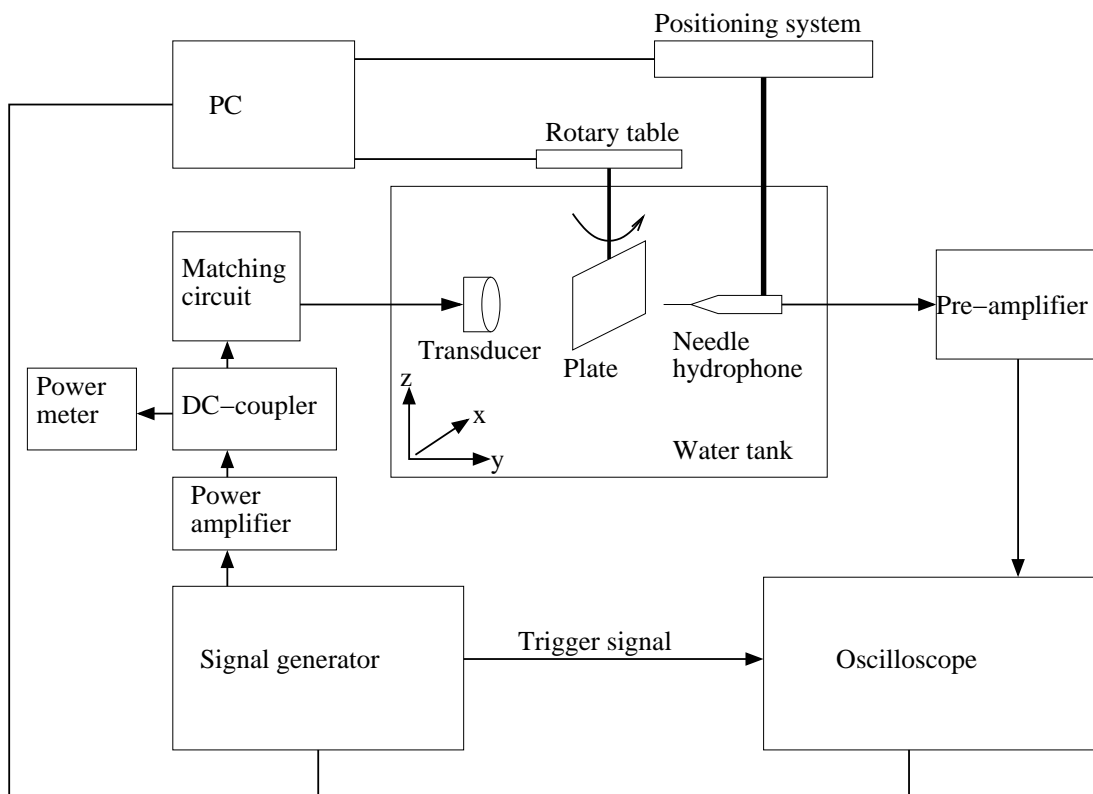 Positioning system
PC
Rotary table
Matching
circuit
Transducer
Plate
Needle
hydrophone
Pre−amplifier
Power
meter
DC−coupler
z
x
y
Water tank
Power
amplifier
Signal generator
Trigger signal
Oscilloscope